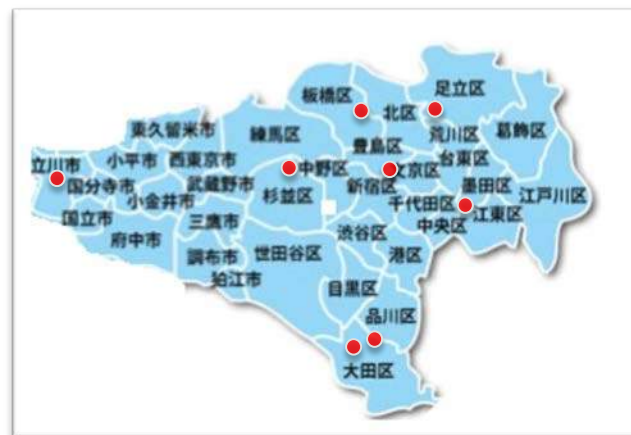 足立区
板橋区
北区
東久留米市
練馬区
荒川区
葛飾区
豊島区
立川市
小平市
西東京市
中野区
文京区
台東区
国分寺市
武蔵野市
新宿区
墨田区
杉並区
小金井市
千代田区
江戸川区
国立市
三鷹市
中央区
江東区
府中市
渋谷区
調布市
世田谷区
港区
狛江市
目黒区
品川区
大田区